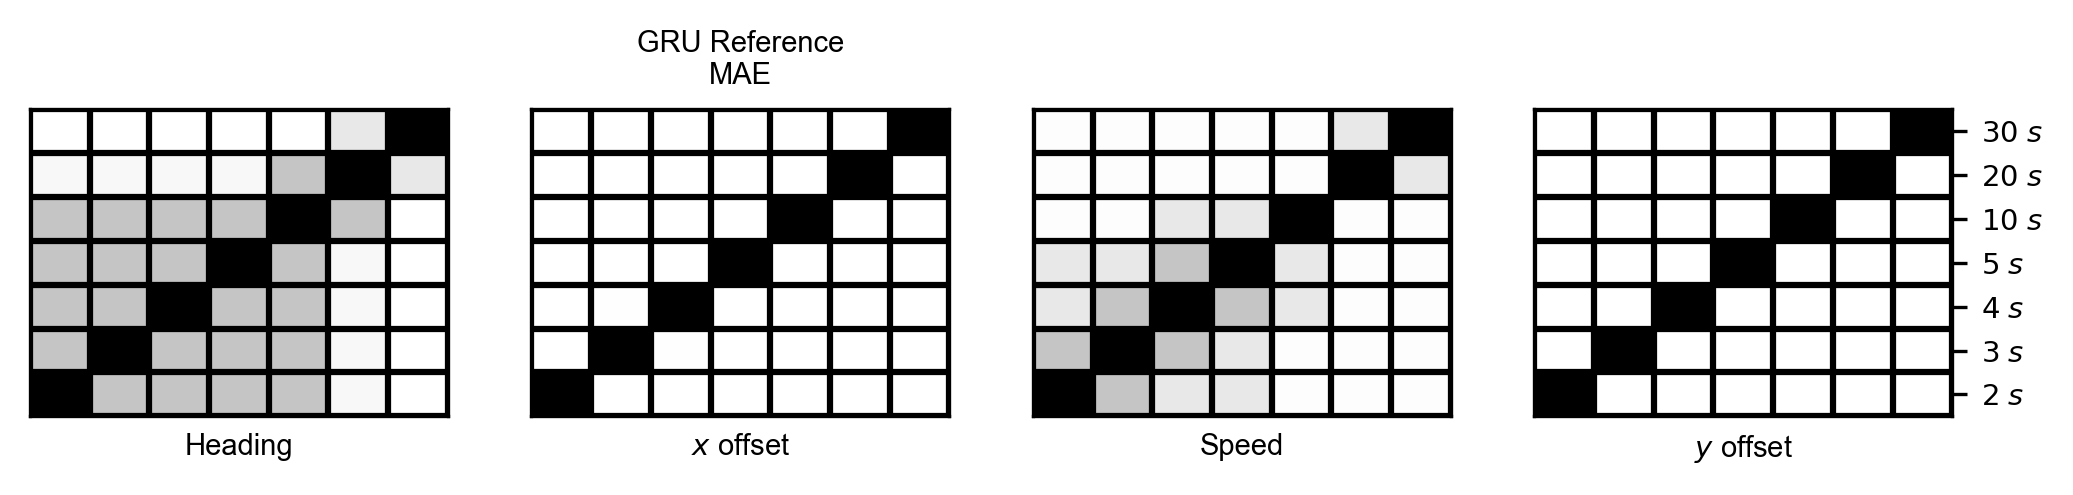 GRU Reference
MAE
30 s
20 s
10 s
5 s
4 s
3 s
2 s
Heading
x offset
Speed
y offset